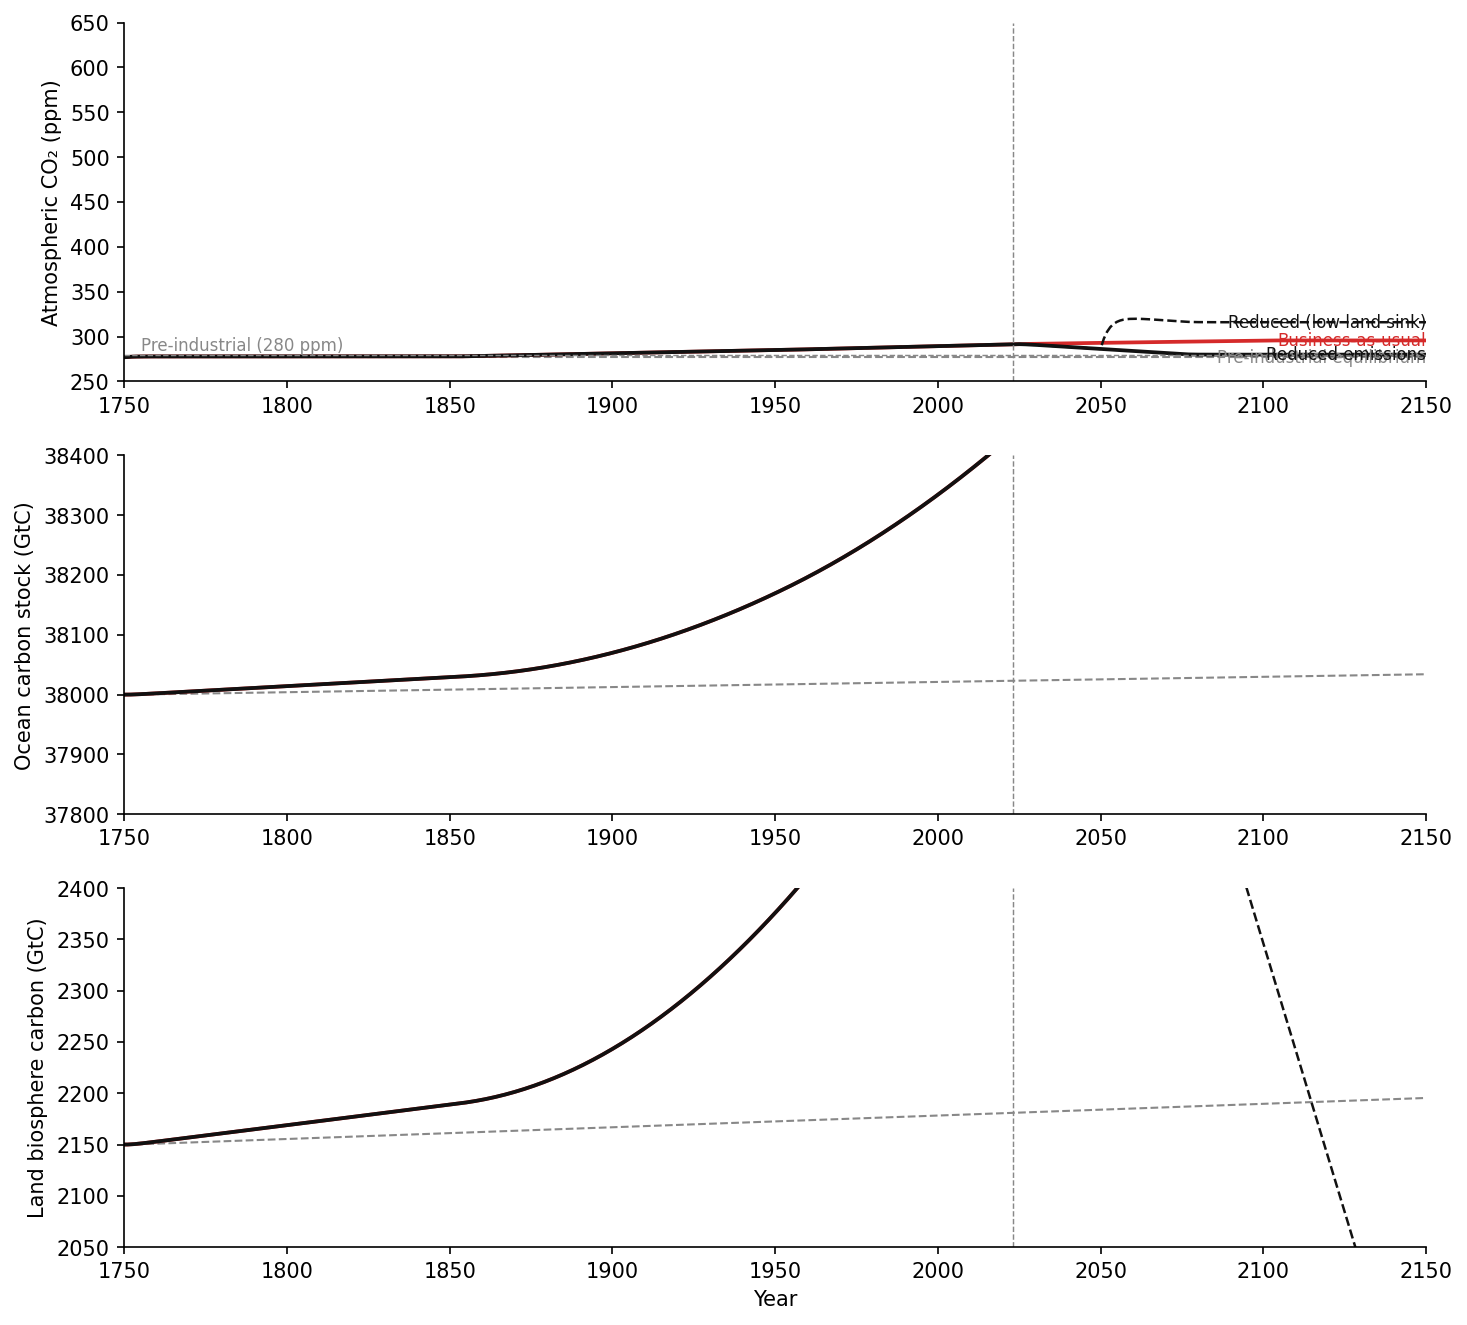 650
600
550
500
450
400
350
300
250
Atmospheric CO₂ (ppm)
Pre-industrial (280 ppm)
Reduced (low land sink)
Business-as-usual
Reduced emissions
Pre-industrial equilibrium
1750 1800 1850 1900 1950 2000 2050 2100 2150
38400
38300
38200
38100
38000
37900
37800
Ocean carbon stock (GtC)
1750 1800 1850 1900 1950 2000 2050 2100 2150
2400
2350
2300
2250
2200
2150
2100
2050
Land biosphere carbon (GtC)
1750 1800 1850 1900 1950 2000 2050 2100 2150
Year